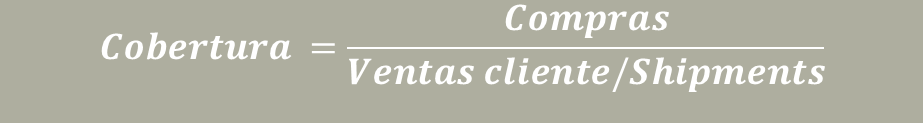 Compras
Cobertura =
Ventas cliente/Shipments